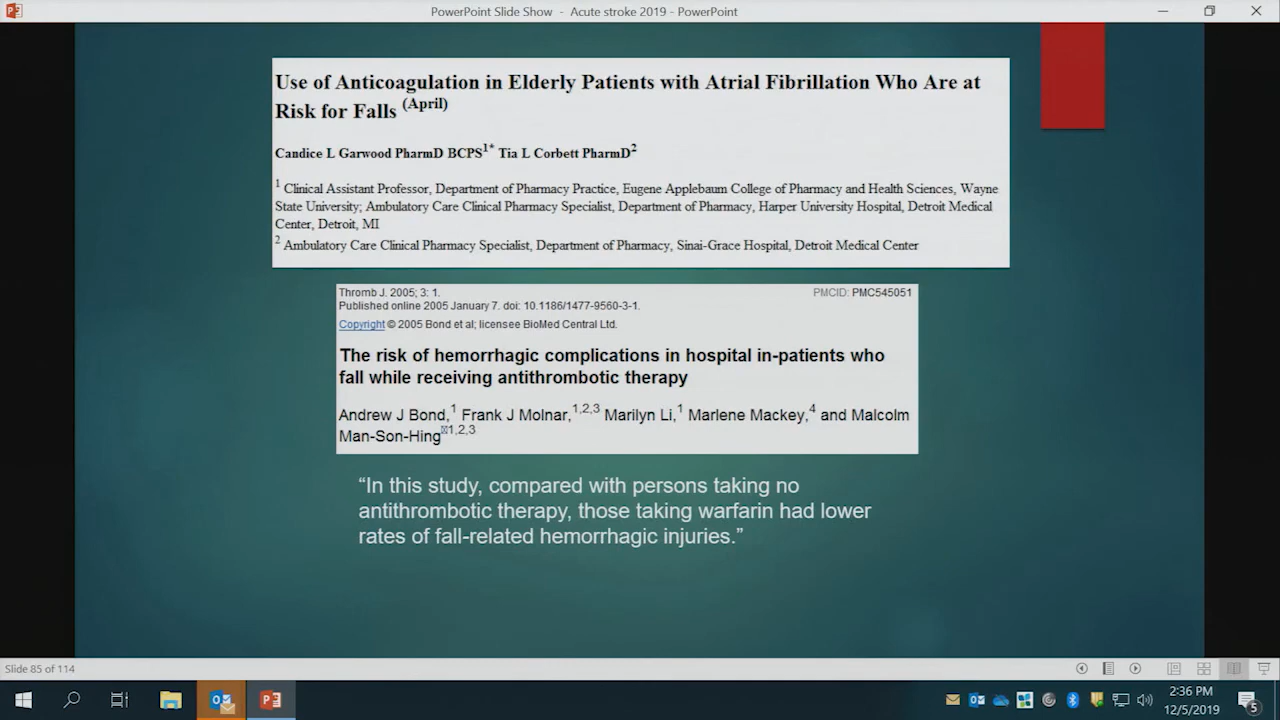 PowerPoint Slide Show - Acute stroke 2019 - PowerPoint
Use of Anticoagulation in Elderly Patients with Atrial Fibrillation Who Are at
Risk for Falls (April)
Candice L Garwood PharmD BCPS1* Tia L Corbett PharmD2
1 Clinical Assistant Professor, Department of Pharmacy Practice, Eugene Applebaum College of Pharmacy and Health Sciences, Wayne
State University; Ambulatory Care Clinical Pharmacy Specialist, Department of Pharmacy, Harper University Hospital, Detroit Medical
Center, Detroit, MI
2 Ambulatory Care Clinical Pharmacy Specialist, Department of Pharmacy, Sinai-Grace Hospital, Detroit Medical Center
Thromb J. 2005; 3: 1. PMCID: PMC545051
Published online 2005 January 7. doi: 10.1186/1477-9560-3-1.
Copyright © 2005 Bond et al; licensee BioMed Central Ltd.
The risk of hemorrhagic complications in hospital in-patients who
fall while receiving antithrombotic therapy
Andrew J Bond,1 Frank J Molnar,1,2,3 Marilyn Li,1 Marlene Mackey,4 and Malcolm
Man-Son-Hing1,2,3
“In this study, compared with persons taking no
antithrombotic therapy, those taking warfarin had lower
rates of fall-related hemorrhagic injuries.”
Slide 85 of 114
2:36 PM
12/5/2019
5